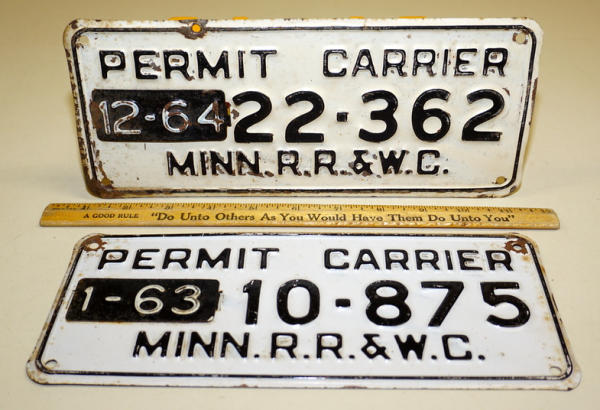 PERMIT CARRIER
12-64 22-362
MINN. R.R. & W.C.
A GOOD RULE "Do Unto Others As You Would Have Them Do Unto You"
PERMIT CARRIER
1-63 10-875
MINN. R.R. & W.C.